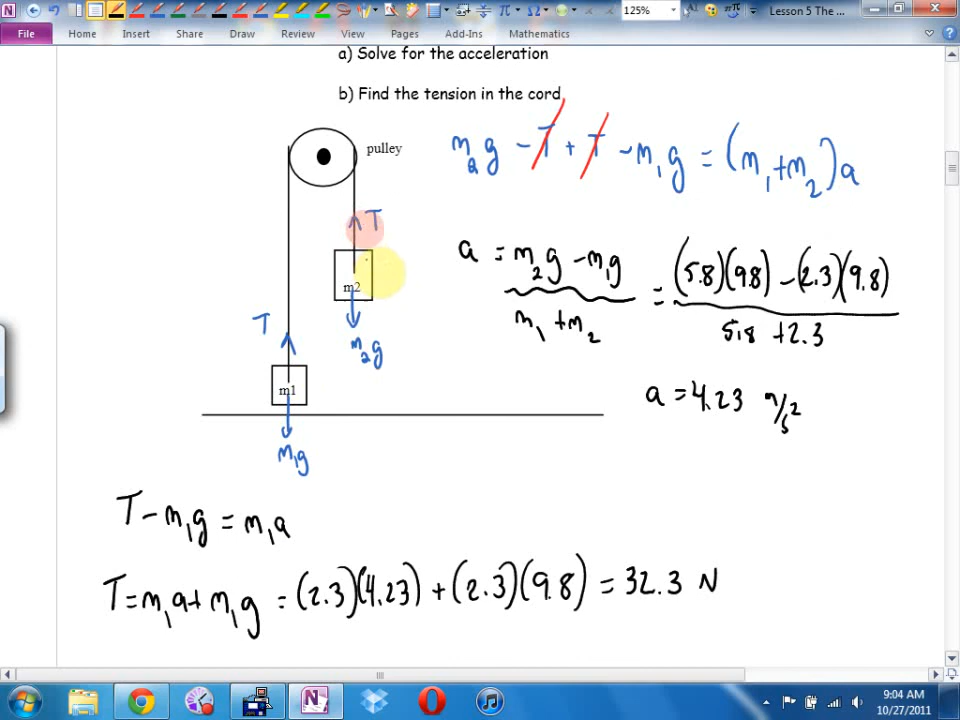 125%
Lesson 5 The ...
File Home Insert Share Draw Review View Pages Add-Ins Mathematics
a) Solve for the acceleration
b) Find the tension in the cord
pulley
m₂g - T + T - m₁g = (m₁+m₂)a
T
a = m₂g - m₁g / m₁ + m₂ = (5.8)(9.8) - (2.3)(9.8) / 5.8 + 2.3
m2
T
m₂g
m1
a = 4.23 m/s²
m₁g
T - m₁g = m₁a
T = m₁a + m₁g = (2.3)(4.23) + (2.3)(9.8) = 32.3 N
9:04 AM
10/27/2011